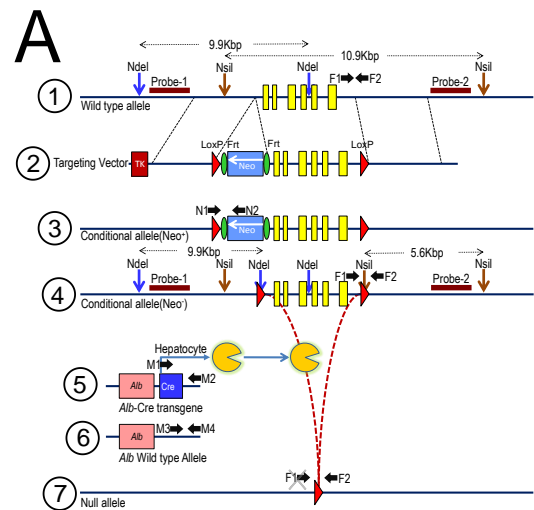 A
9.9Kbp
10.9Kbp
NdeI NsiI NdeI NsiI
Probe-1 F1 F2 Probe-2
1
Wild type allele
LoxP Frt Frt LoxP
2 Targeting Vector TK Neo
N1 N2
3 Neo
Conditional allele(Neo⁺)
9.9Kbp 5.6Kbp
NdeI NsiI NdeI NdeI NsiI NsiI
Probe-1 F1 F2 Probe-2
4
Conditional allele(Neo⁻)
Hepatocyte
M1
5 Alb Cre M2
Alb-Cre transgene
6 Alb M3 M4
Alb Wild type Allele
F1 F2
7
Null allele